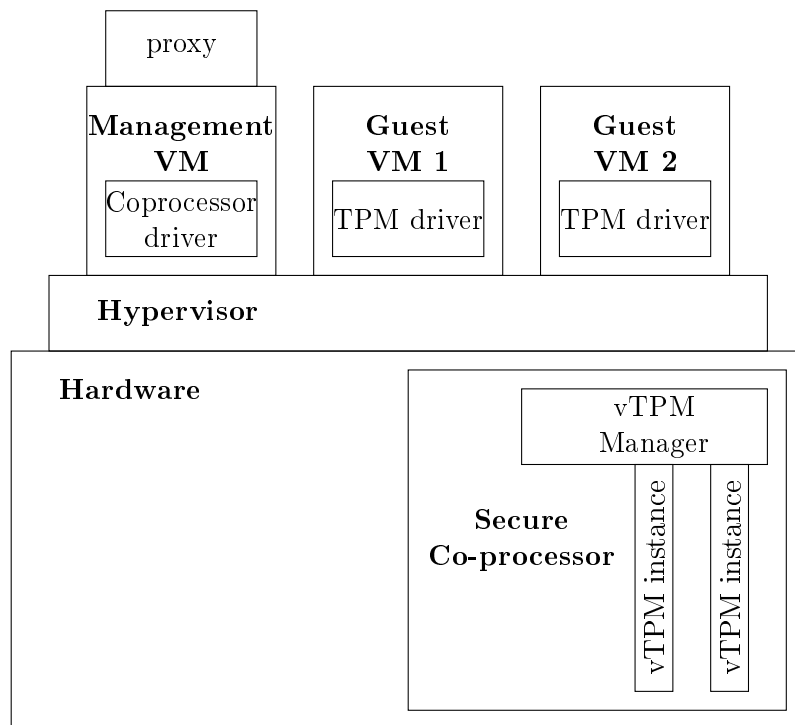 proxy
Management
VM
Guest
VM 1
Guest
VM 2
Coprocessor
driver
TPM driver
TPM driver
Hypervisor
Hardware
vTPM
Manager
Secure
Co-processor
vTPM instance
vTPM instance